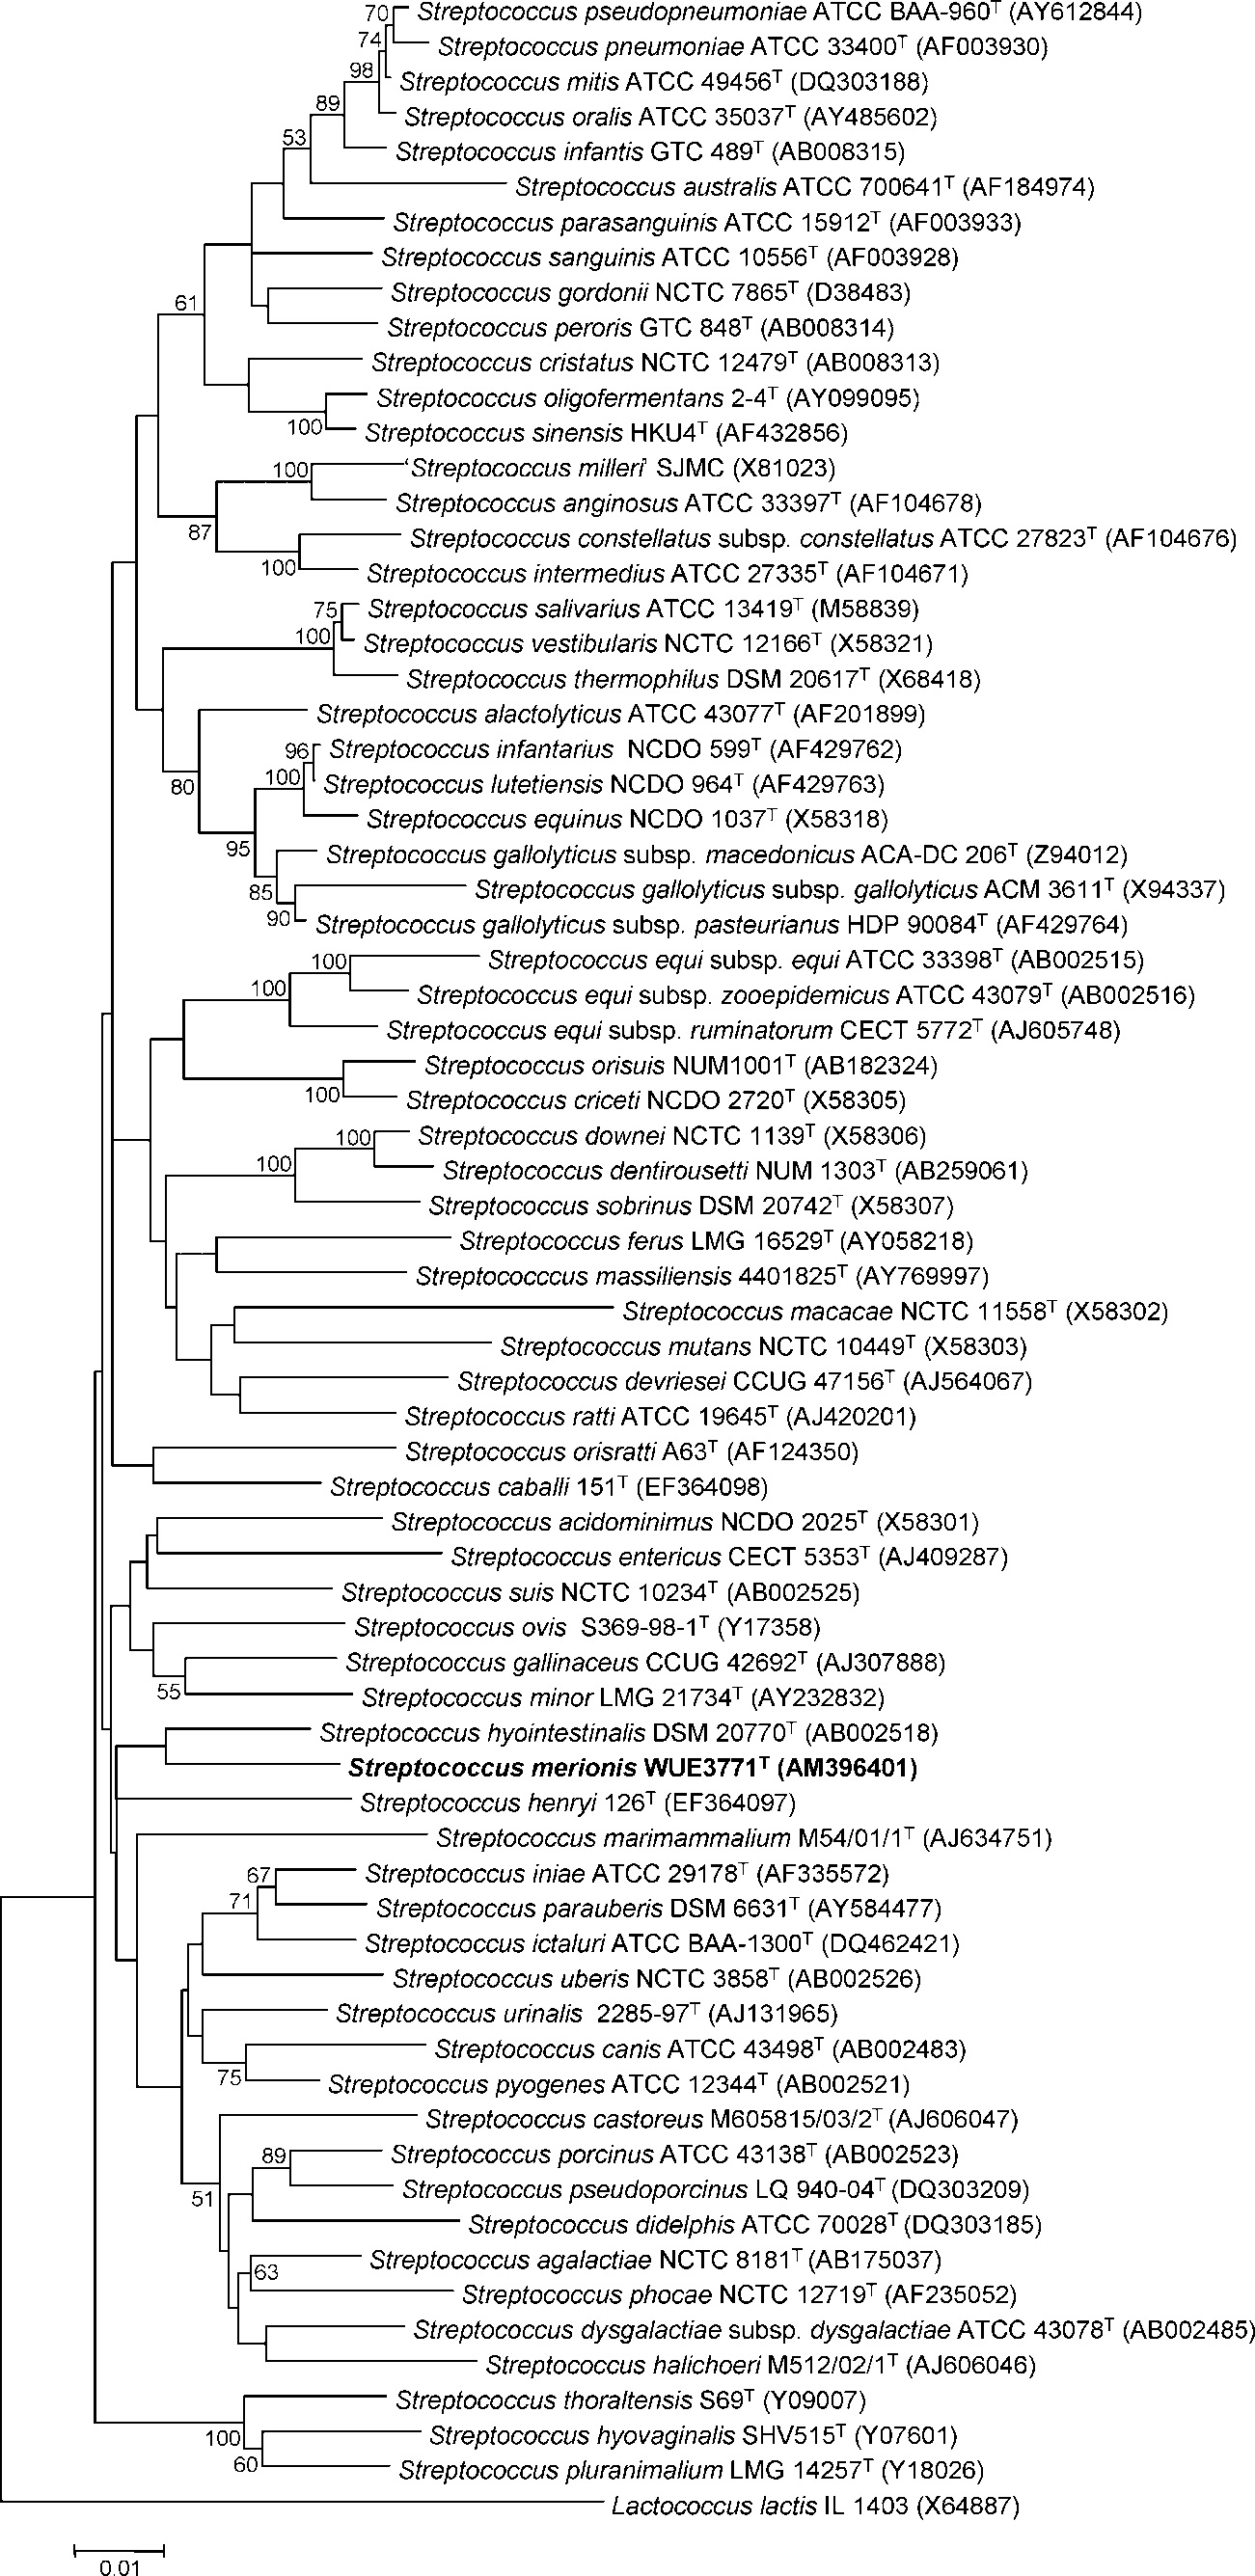 70
Streptococcus pseudopneumoniae ATCC BAA-960ᵀ (AY612844)
74
Streptococcus pneumoniae ATCC 33400ᵀ (AF003930)
98
Streptococcus mitis ATCC 49456ᵀ (DQ303188)
89
Streptococcus oralis ATCC 35037ᵀ (AY485602)
53
Streptococcus infantis GTC 489ᵀ (AB008315)
Streptococcus australis ATCC 700641ᵀ (AF184974)
Streptococcus parasanguinis ATCC 15912ᵀ (AF003933)
Streptococcus sanguinis ATCC 10556ᵀ (AF003928)
61
Streptococcus gordonii NCTC 7865ᵀ (D38483)
Streptococcus peroris GTC 848ᵀ (AB008314)
Streptococcus cristatus NCTC 12479ᵀ (AB008313)
Streptococcus oligofermentans 2-4ᵀ (AY099095)
100
Streptococcus sinensis HKU4ᵀ (AF432856)
100
‘Streptococcus milleri’ SJMC (X81023)
Streptococcus anginosus ATCC 33397ᵀ (AF104678)
87
Streptococcus constellatus subsp. constellatus ATCC 27823ᵀ (AF104676)
100
Streptococcus intermedius ATCC 27335ᵀ (AF104671)
75
Streptococcus salivarius ATCC 13419ᵀ (M58839)
100
Streptococcus vestibularis NCTC 12166ᵀ (X58321)
Streptococcus thermophilus DSM 20617ᵀ (X68418)
Streptococcus alactolyticus ATCC 43077ᵀ (AF201899)
96
Streptococcus infantarius NCDO 599ᵀ (AF429762)
100
80
Streptococcus lutetiensis NCDO 964ᵀ (AF429763)
Streptococcus equinus NCDO 1037ᵀ (X58318)
95
Streptococcus gallolyticus subsp. macedonicus ACA-DC 206ᵀ (Z94012)
85
Streptococcus gallolyticus subsp. gallolyticus ACM 3611ᵀ (X94337)
90
Streptococcus gallolyticus subsp. pasteurianus HDP 90084ᵀ (AF429764)
100
Streptococcus equi subsp. equi ATCC 33398ᵀ (AB002515)
100
Streptococcus equi subsp. zooepidemicus ATCC 43079ᵀ (AB002516)
Streptococcus equi subsp. ruminatorum CECT 5772ᵀ (AJ605748)
Streptococcus orisuis NUM1001ᵀ (AB182324)
100
Streptococcus criceti NCDO 2720ᵀ (X58305)
100
Streptococcus downei NCTC 1139ᵀ (X58306)
100
Streptococcus dentirousetti NUM 1303ᵀ (AB259061)
Streptococcus sobrinus DSM 20742ᵀ (X58307)
Streptococcus ferus LMG 16529ᵀ (AY058218)
Streptococccus massiliensis 4401825ᵀ (AY769997)
Streptococcus macacae NCTC 11558ᵀ (X58302)
Streptococcus mutans NCTC 10449ᵀ (X58303)
Streptococcus devriesei CCUG 47156ᵀ (AJ564067)
Streptococcus ratti ATCC 19645ᵀ (AJ420201)
Streptococcus orisratti A63ᵀ (AF124350)
Streptococcus caballi 151ᵀ (EF364098)
Streptococcus acidominimus NCDO 2025ᵀ (X58301)
Streptococcus entericus CECT 5353ᵀ (AJ409287)
Streptococcus suis NCTC 10234ᵀ (AB002525)
Streptococcus ovis S369-98-1ᵀ (Y17358)
Streptococcus gallinaceus CCUG 42692ᵀ (AJ307888)
55
Streptococcus minor LMG 21734ᵀ (AY232832)
Streptococcus hyointestinalis DSM 20770ᵀ (AB002518)
Streptococcus merionis WUE3771ᵀ (AM396401)
Streptococcus henryi 126ᵀ (EF364097)
Streptococcus marimammalium M54/01/1ᵀ (AJ634751)
67
Streptococcus iniae ATCC 29178ᵀ (AF335572)
71
Streptococcus parauberis DSM 6631ᵀ (AY584477)
Streptococcus ictaluri ATCC BAA-1300ᵀ (DQ462421)
Streptococcus uberis NCTC 3858ᵀ (AB002526)
Streptococcus urinalis 2285-97ᵀ (AJ131965)
Streptococcus canis ATCC 43498ᵀ (AB002483)
75
Streptococcus pyogenes ATCC 12344ᵀ (AB002521)
Streptococcus castoreus M605815/03/2ᵀ (AJ606047)
89
Streptococcus porcinus ATCC 43138ᵀ (AB002523)
51
Streptococcus pseudoporcinus LQ 940-04ᵀ (DQ303209)
Streptococcus didelphis ATCC 70028ᵀ (DQ303185)
Streptococcus agalactiae NCTC 8181ᵀ (AB175037)
63
Streptococcus phocae NCTC 12719ᵀ (AF235052)
Streptococcus dysgalactiae subsp. dysgalactiae ATCC 43078ᵀ (AB002485)
Streptococcus halichoeri M512/02/1ᵀ (AJ606046)
Streptococcus thoraltensis S69ᵀ (Y09007)
100
Streptococcus hyovaginalis SHV515ᵀ (Y07601)
60
Streptococcus pluranimalium LMG 14257ᵀ (Y18026)
Lactococcus lactis IL 1403 (X64887)
0.01